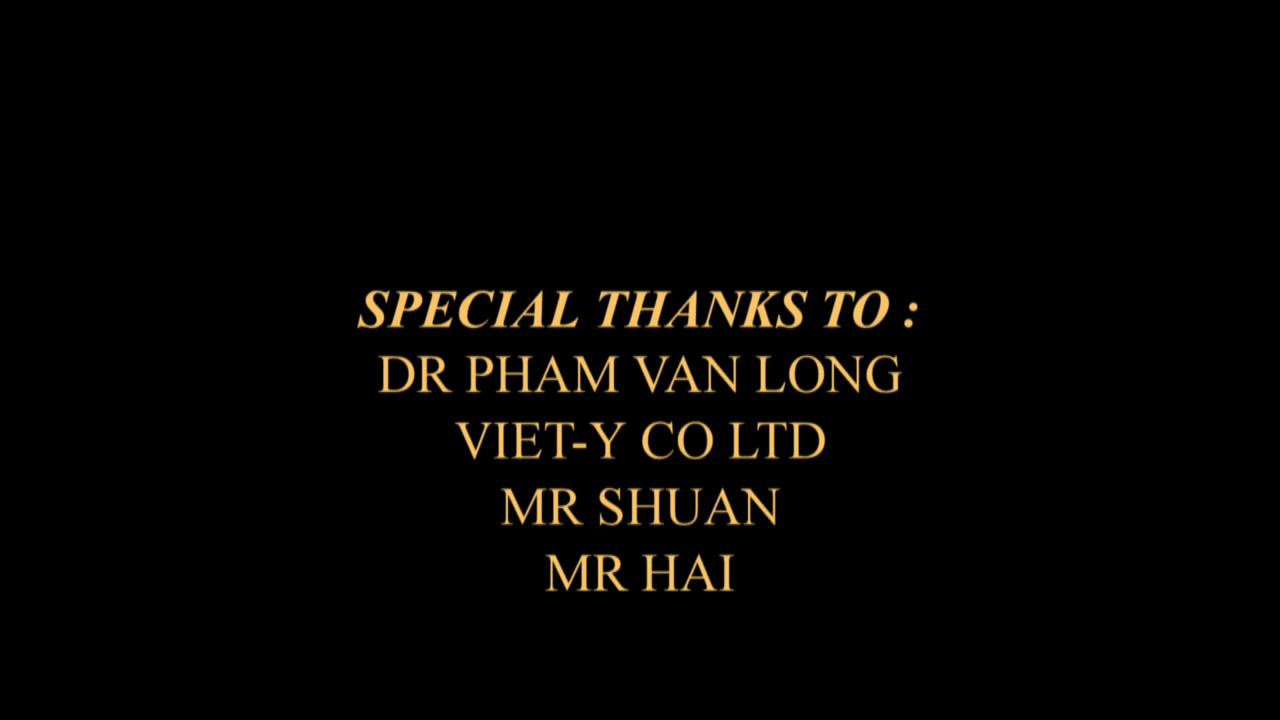 SPECIAL THANKS TO :
DR PHAM VAN LONG
VIET-Y CO LTD
MR SHUAN
MR HAI